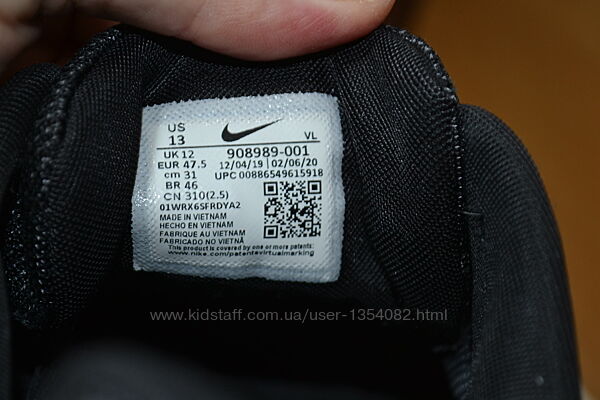 US
13 VL
UK 12 908989-001
EUR 47.5 12/04/19 02/06/20
cm 31 UPC 00886549615918
BR 46
CN 310(2.5)
01WRX6SFRDYA2
MADE IN VIETNAM
HECHO EN VIETNAM
FABRIQUE AU VIETNAM
FABRICADO NO VIETNÃ
This product is covered by one or more patents:
www.nike.com/patentsvirtualmarking
www.kidstaff.com.ua/user-1354082.html